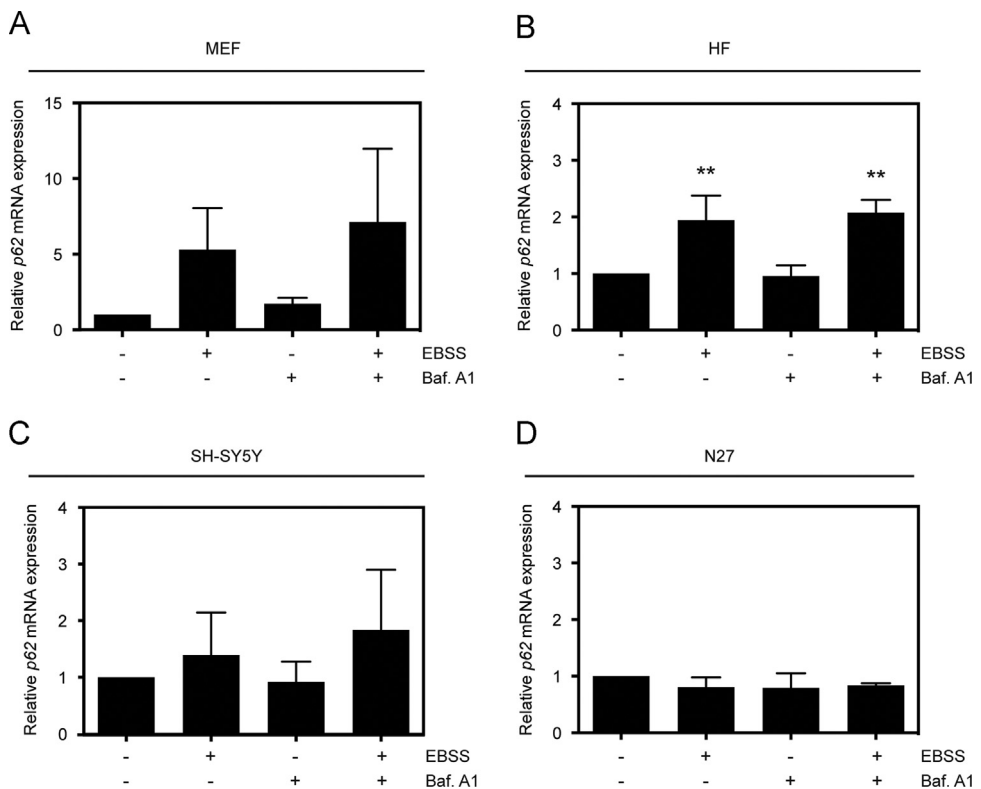 A
MEF
Relative p62 mRNA expression
15
10
5
0
- + - + EBSS
- - + + Baf. A1
B
HF
Relative p62 mRNA expression
4
3
2
1
0
** **
- + - + EBSS
- - + + Baf. A1
C
SH-SY5Y
Relative p62 mRNA expression
4
3
2
1
0
- + - + EBSS
- - + + Baf. A1
D
N27
Relative p62 mRNA expression
4
3
2
1
0
- + - + EBSS
- - + + Baf. A1